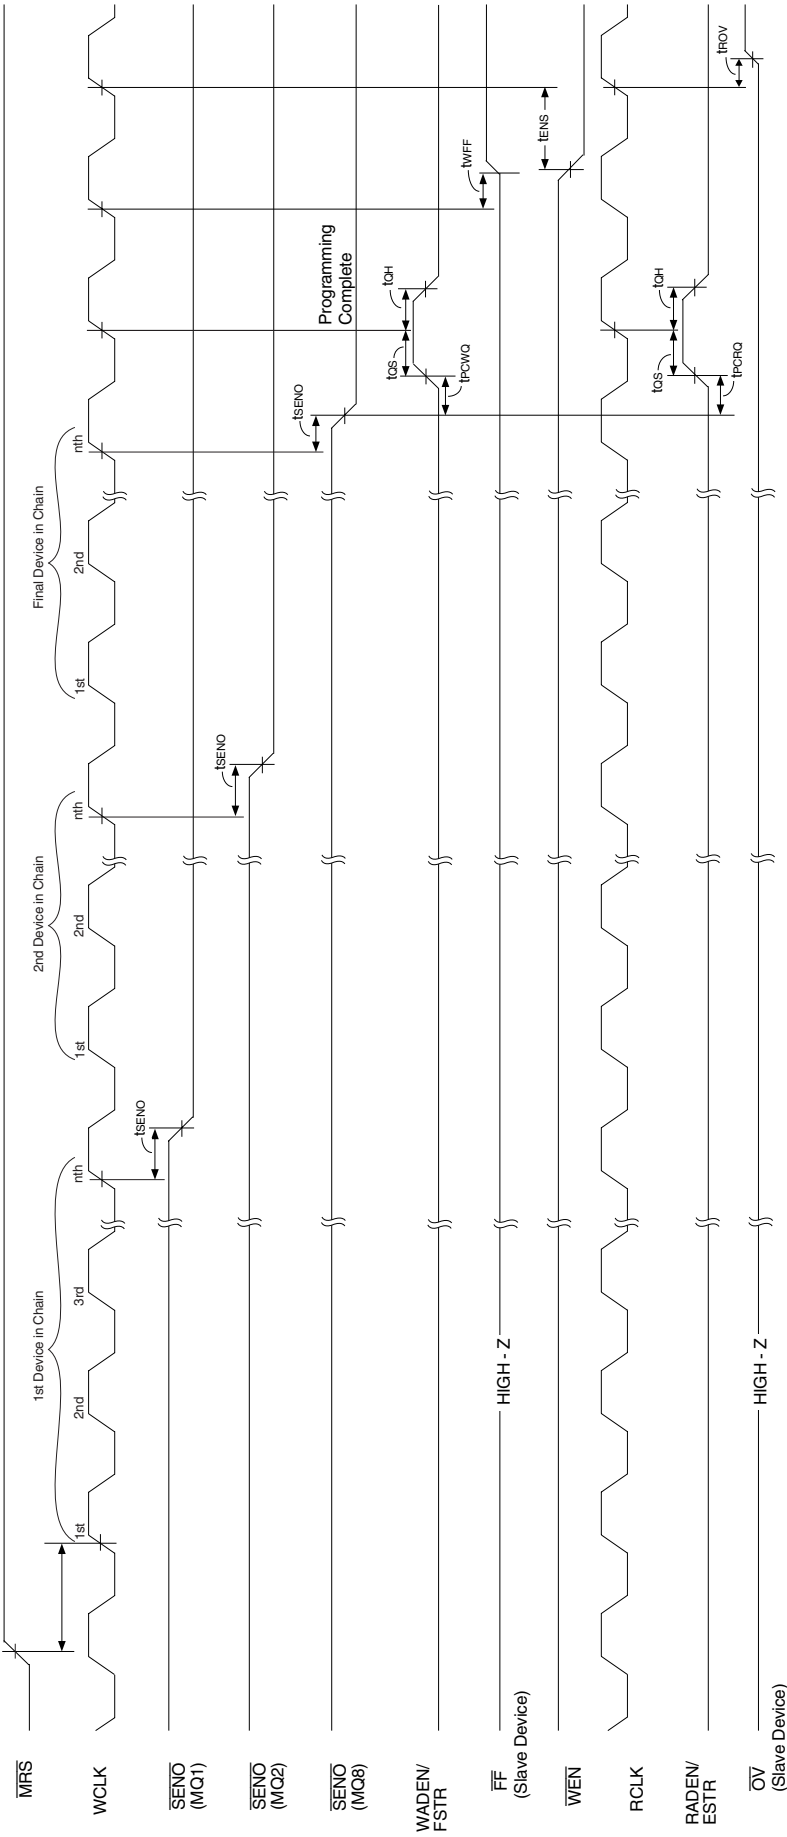 MRS
WCLK
SENO
(MQ1)
SENO
(MQ2)
SENO
(MQ8)
WADEN/
FSTR
FF
(Slave Device)
WEN
RCLK
RADEN/
ESTR
OV
(Slave Device)
1st Device in Chain
1st
2nd
3rd
nth
2nd Device in Chain
1st
2nd
nth
Final Device in Chain
1st
2nd
nth
tSENO
tSENO
tSENO
Programming
Complete
tQS
tQH
tPCWQ
HIGH - Z
tWFF
tENS
tQS
tQH
tPCRQ
HIGH - Z
tROV